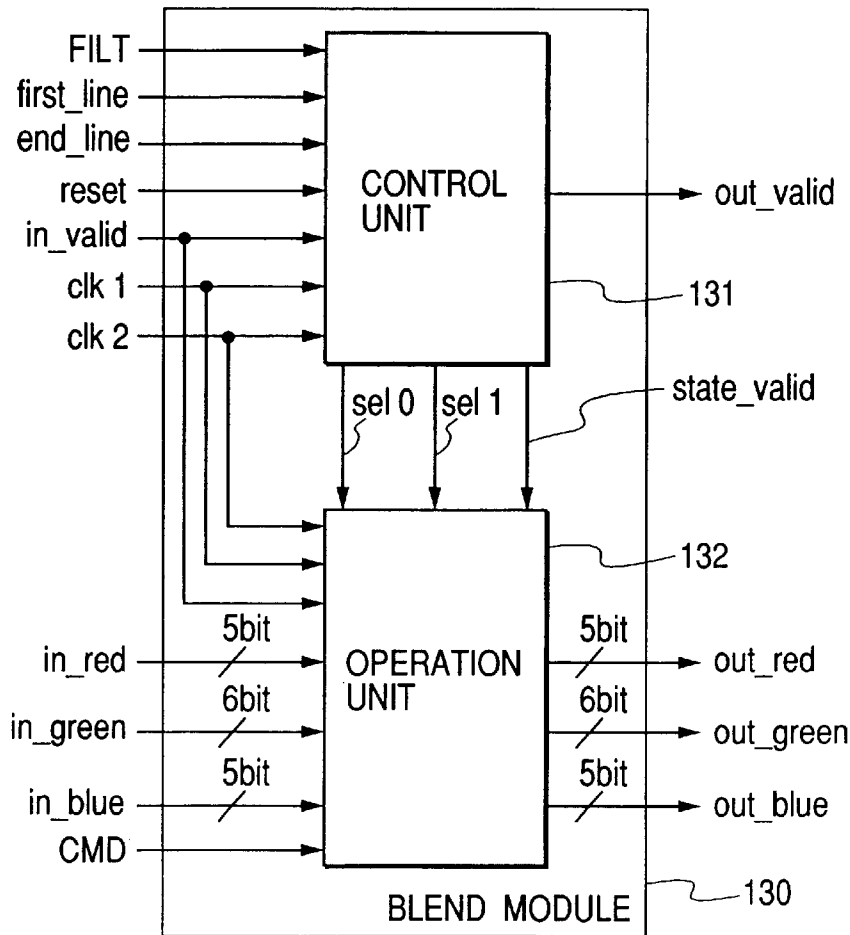 FILT
first_line
end_line
reset
in_valid
clk 1
clk 2
CONTROL
UNIT
out_valid
131
sel 0
sel 1
state_valid
132
in_red
5bit
OPERATION
UNIT
5bit
out_red
in_green
6bit
6bit
out_green
in_blue
5bit
5bit
out_blue
CMD
BLEND MODULE
130